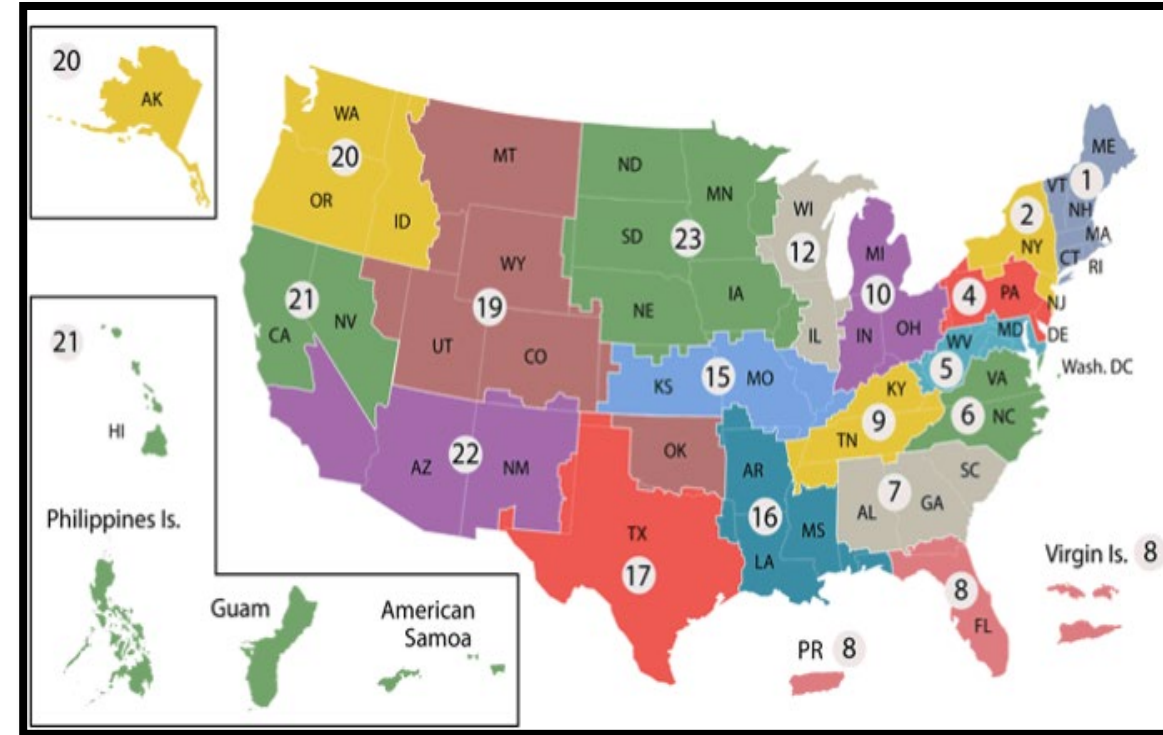 20
AK
WA
20
OR
ID
MT
ND
MN
ME
VT
1
NH
MA
CT
RI
2
NY
WI
12
SD
23
MI
WY
21
CA
NV
19
NE
IA
10
4
PA
NJ
IL
IN
OH
WV
MD
DE
UT
CO
5
Wash. DC
KS
15
MO
KY
VA
6
NC
9
TN
21
HI
AZ
22
NM
OK
AR
7
SC
AL
GA
16
MS
TX
LA
17
Philippines Is.
Guam
American
Samoa
Virgin Is. 8
8
FL
PR 8